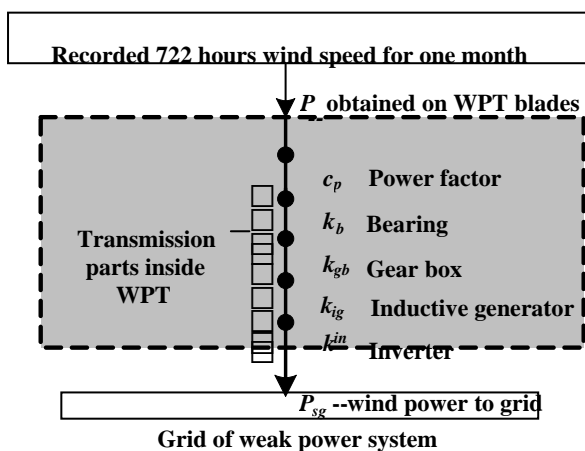 Recorded 722 hours wind speed for one month
P obtained on WPT blades
c_p Power factor
k_b Bearing
Transmission
parts inside
WPT
k_gb Gear box
k_ig Inductive generator
k^in Inverter
P_sg --wind power to grid
Grid of weak power system